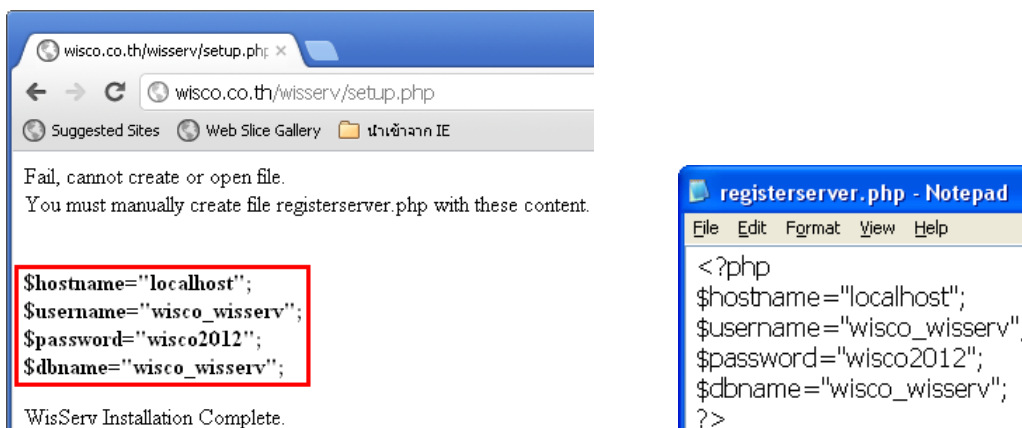 wisco.co.th/wisserv/setup.php
wisco.co.th/wisserv/setup.php
Suggested Sites Web Slice Gallery นำเข้าจาก IE
Fail, cannot create or open file.
You must manually create file registerserver.php with these content.
$hostname="localhost";
$username="wisco_wisserv";
$password="wisco2012";
$dbname="wisco_wisserv";
WisServ Installation Complete.
registerserver.php - Notepad
File Edit Format View Help
<?php
$hostname="localhost";
$username="wisco_wisserv";
$password="wisco2012";
$dbname="wisco_wisserv";
?>